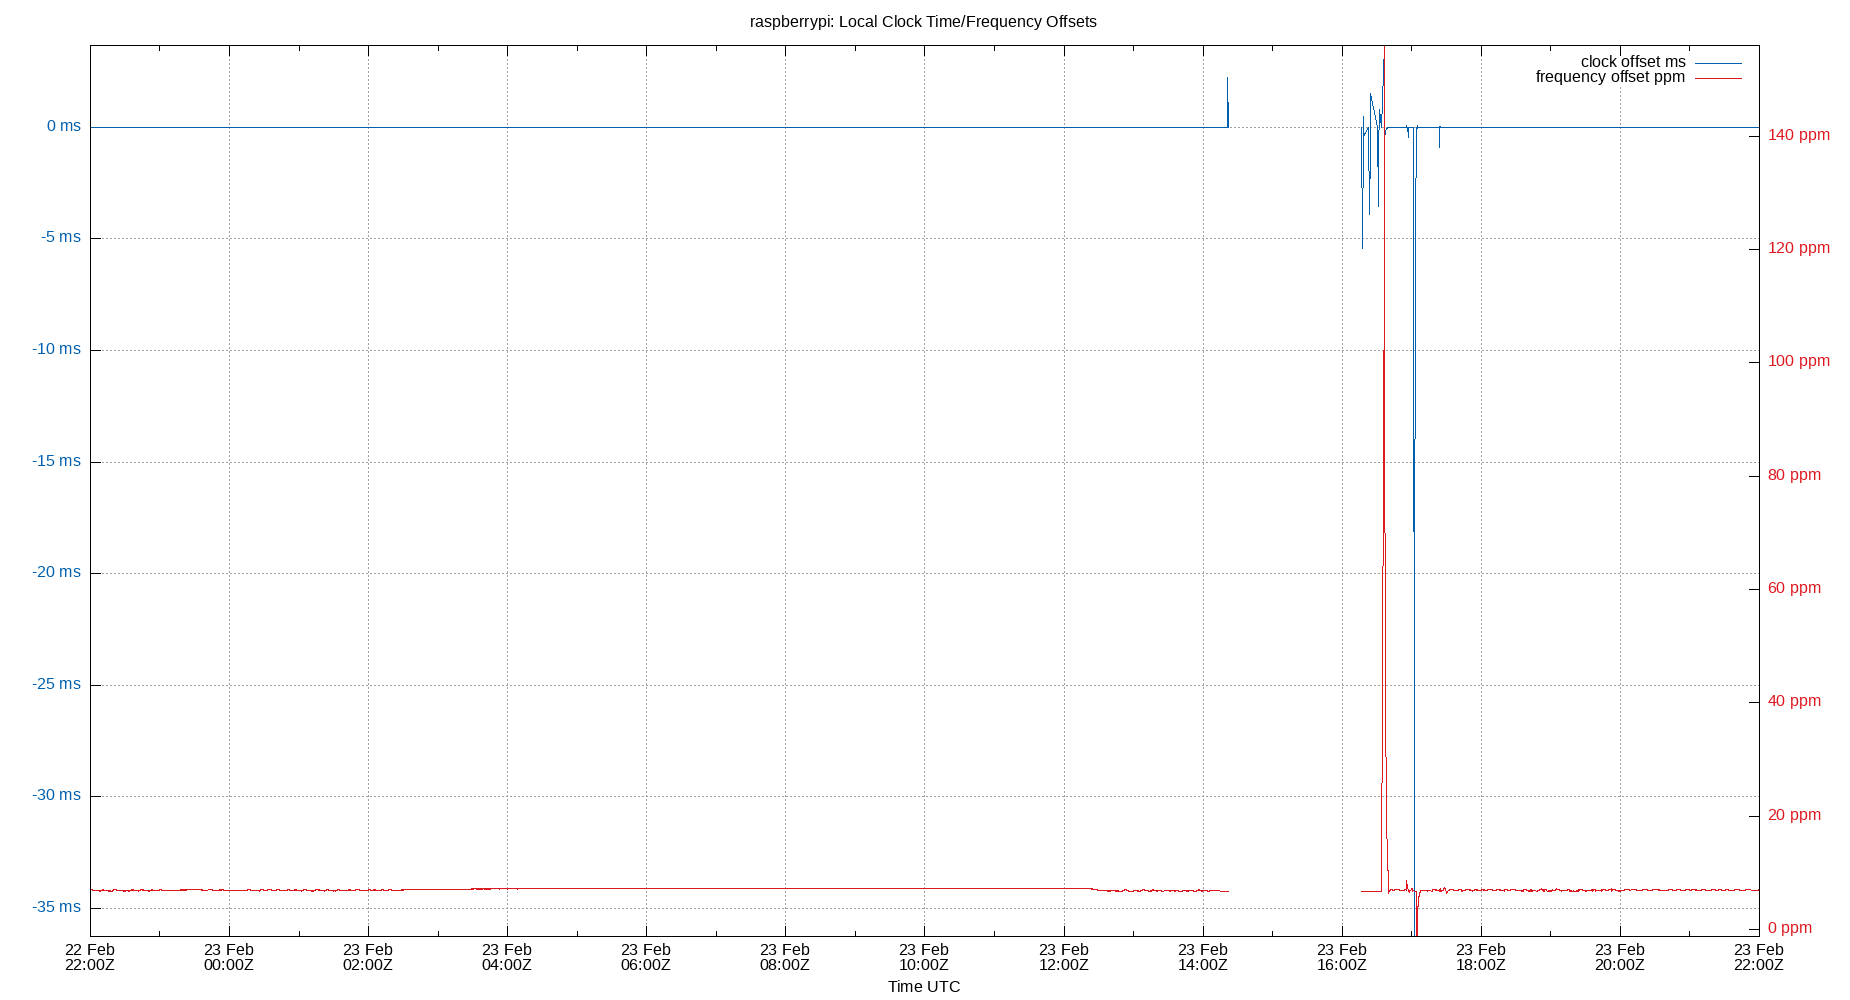 raspberrypi: Local Clock Time/Frequency Offsets
clock offset ms
frequency offset ppm
0 ms
-5 ms
-10 ms
-15 ms
-20 ms
-25 ms
-30 ms
-35 ms
140 ppm
120 ppm
100 ppm
80 ppm
60 ppm
40 ppm
20 ppm
0 ppm
22 Feb 23 Feb 23 Feb 23 Feb 23 Feb 23 Feb 23 Feb 23 Feb 23 Feb 23 Feb 23 Feb 23 Feb 23 Feb
22:00Z 00:00Z 02:00Z 04:00Z 06:00Z 08:00Z 10:00Z 12:00Z 14:00Z 16:00Z 18:00Z 20:00Z 22:00Z
Time UTC